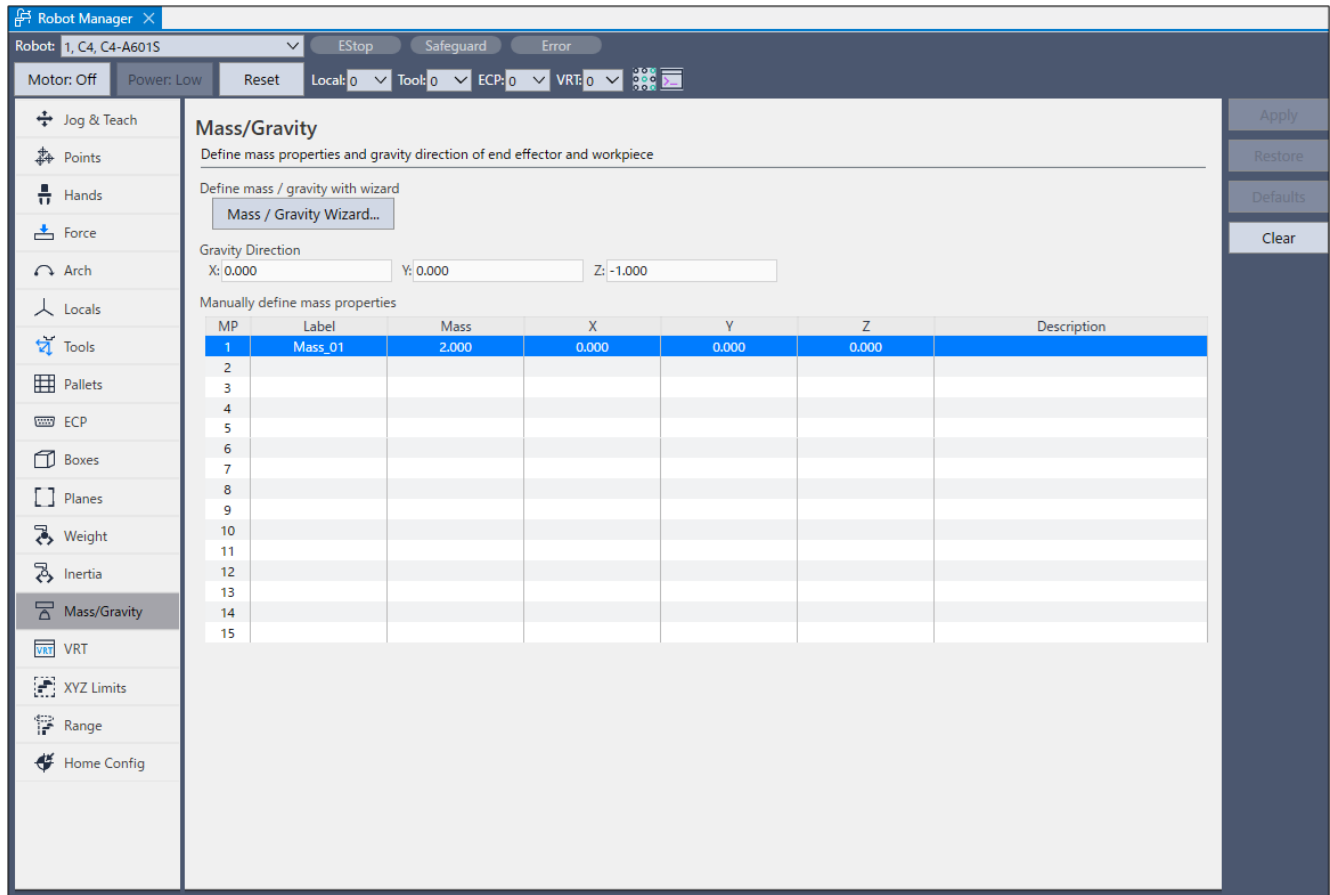 Robot Manager
Robot: 1, C4, C4-A601S EStop Safeguard Error
Motor: Off Power: Low Reset Local: 0 Tool: 0 ECP: 0 VRT: 0
Jog & Teach
Points
Hands
Force
Arch
Locals
Tools
Pallets
ECP
Boxes
Planes
Weight
Inertia
Mass/Gravity
VRT VRT
XYZ Limits
Range
Home Config
Mass/Gravity
Define mass properties and gravity direction of end effector and workpiece
Define mass / gravity with wizard
Mass / Gravity Wizard...
Gravity Direction
X: 0.000 Y: 0.000 Z: -1.000
Manually define mass properties
MP Label Mass X Y Z Description
1 Mass_01 2.000 0.000 0.000 0.000
2
3
4
5
6
7
8
9
10
11
12
13
14
15
Apply
Restore
Defaults
Clear